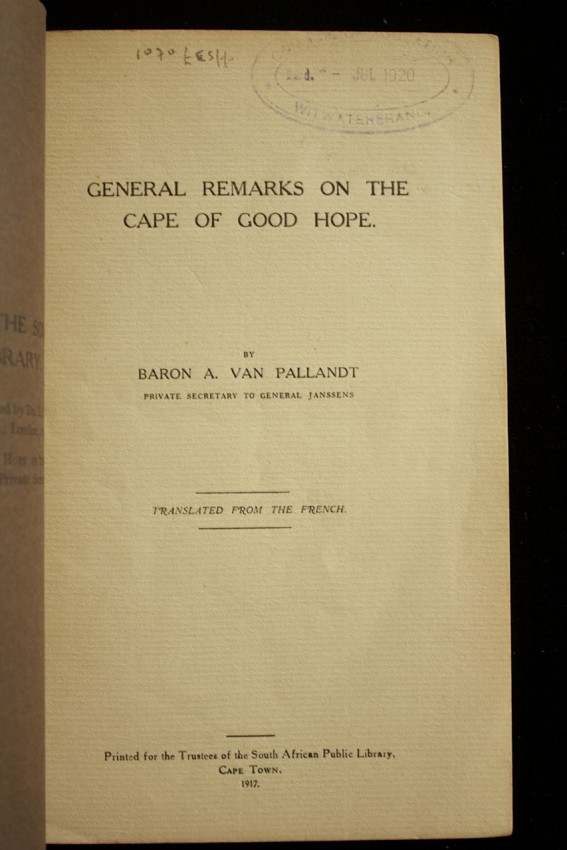 JUL 1920
WITWATERSRAND
GENERAL REMARKS ON THE
CAPE OF GOOD HOPE.
BY
BARON A. VAN PALLANDT
PRIVATE SECRETARY TO GENERAL JANSSENS
TRANSLATED FROM THE FRENCH.
Printed for the Trustees of the South African Public Library,
CAPE TOWN.
1917.